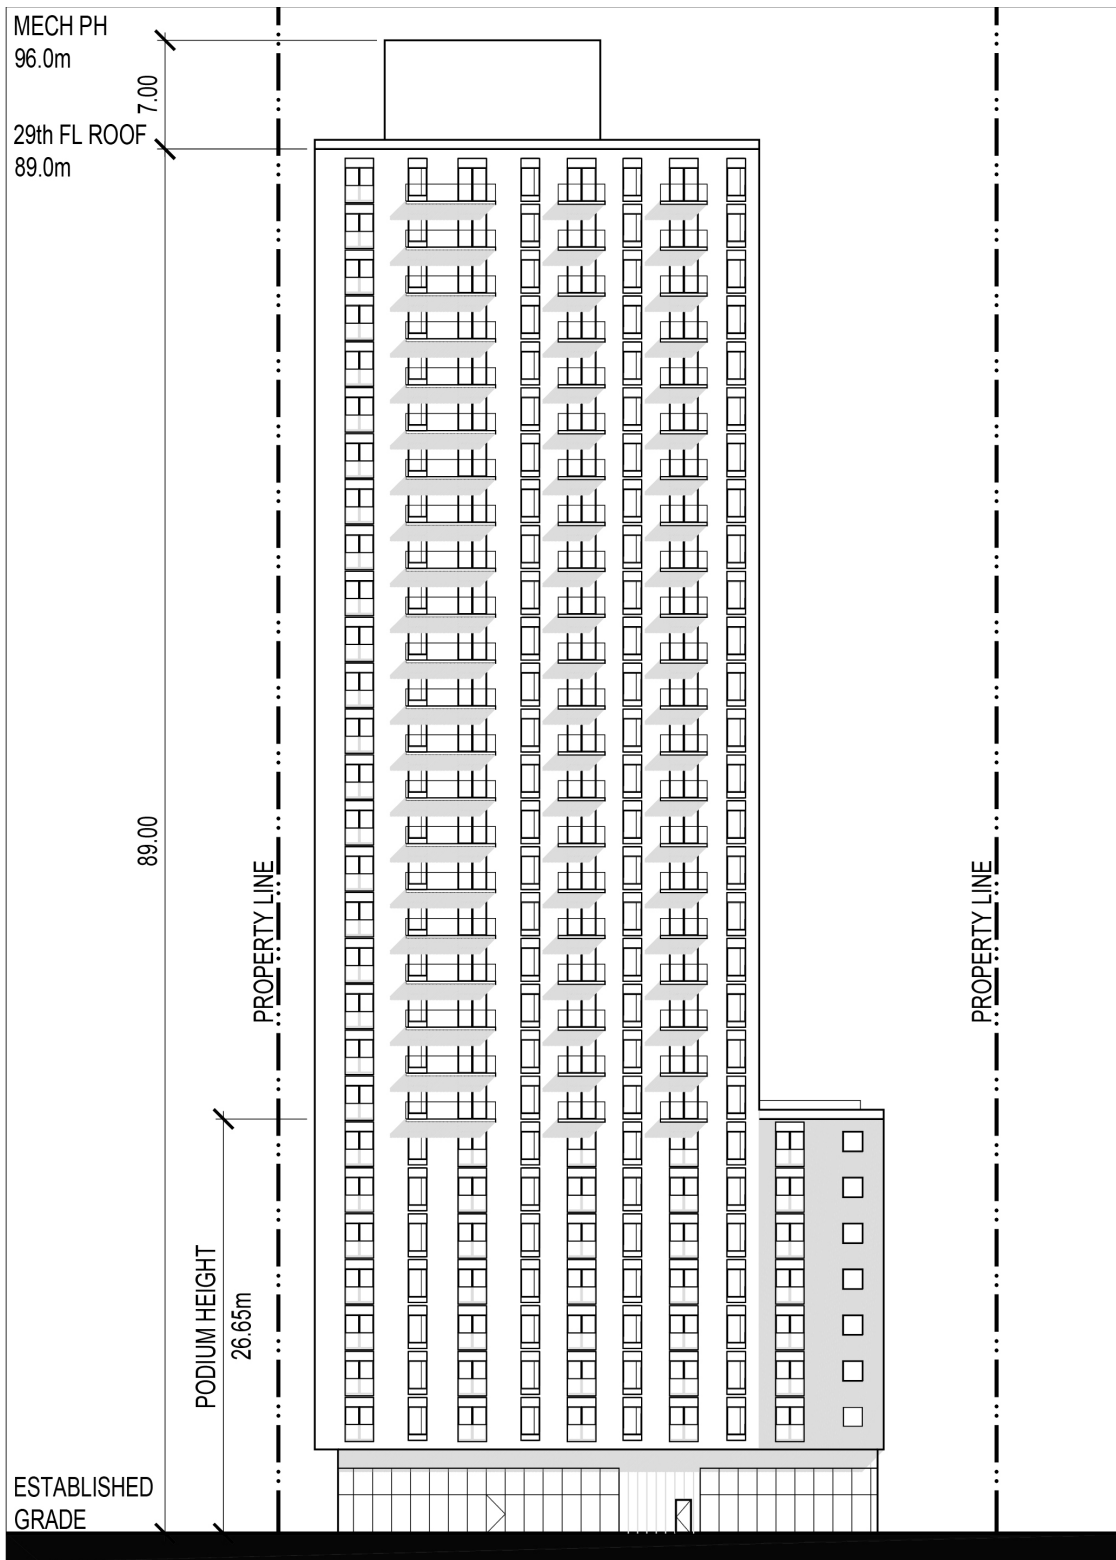 MECH PH
96.0m
7.00
29th FL ROOF
89.0m
89.00
PROPERTY LINE
PROPERTY LINE
PODIUM HEIGHT
26.65m
ESTABLISHED
GRADE